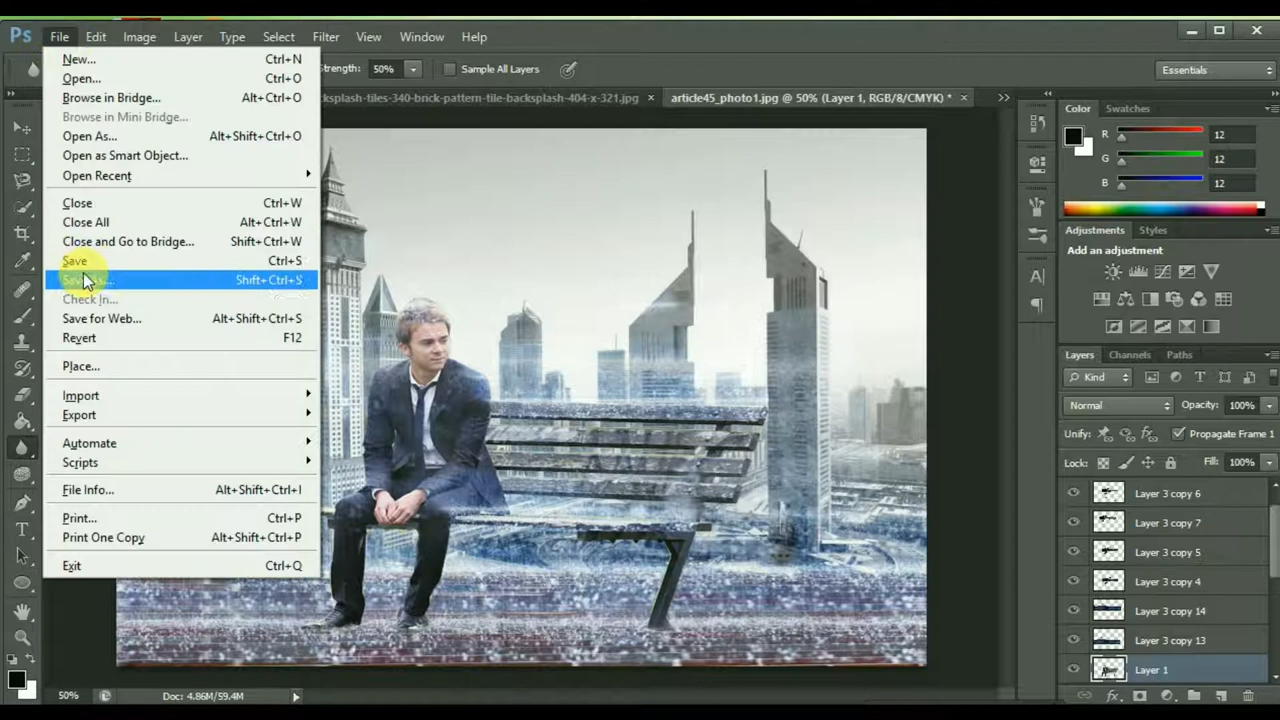 Ps File Edit Image Layer Type Select Filter View Window Help
Strength: 50% Sample All Layers Essentials
cksplash-tiles-340-brick-pattern-tile-backsplash-404-x-321.jpg × article45_photo1.jpg @ 50% (Layer 1, RGB/8/CMYK) * ×
New... Ctrl+N
Open... Ctrl+O
Browse in Bridge... Alt+Ctrl+O
Browse in Mini Bridge...
Open As... Alt+Shift+Ctrl+O
Open as Smart Object...
Open Recent
Close Ctrl+W
Close All Alt+Ctrl+W
Close and Go to Bridge... Shift+Ctrl+W
Save Ctrl+S
Save As... Shift+Ctrl+S
Check In...
Save for Web... Alt+Shift+Ctrl+S
Revert F12
Place...
Import
Export
Automate
Scripts
File Info... Alt+Shift+Ctrl+I
Print... Ctrl+P
Print One Copy Alt+Shift+Ctrl+P
Exit Ctrl+Q
Color Swatches
R 12
G 12
B 12
Adjustments Styles
Add an adjustment
Layers Channels Paths
Kind
Normal Opacity: 100%
Unify: Propagate Frame 1
Lock: Fill: 100%
Layer 3 copy 6
Layer 3 copy 7
Layer 3 copy 5
Layer 3 copy 4
Layer 3 copy 14
Layer 3 copy 13
Layer 1
50% Doc: 4.86M/59.4M